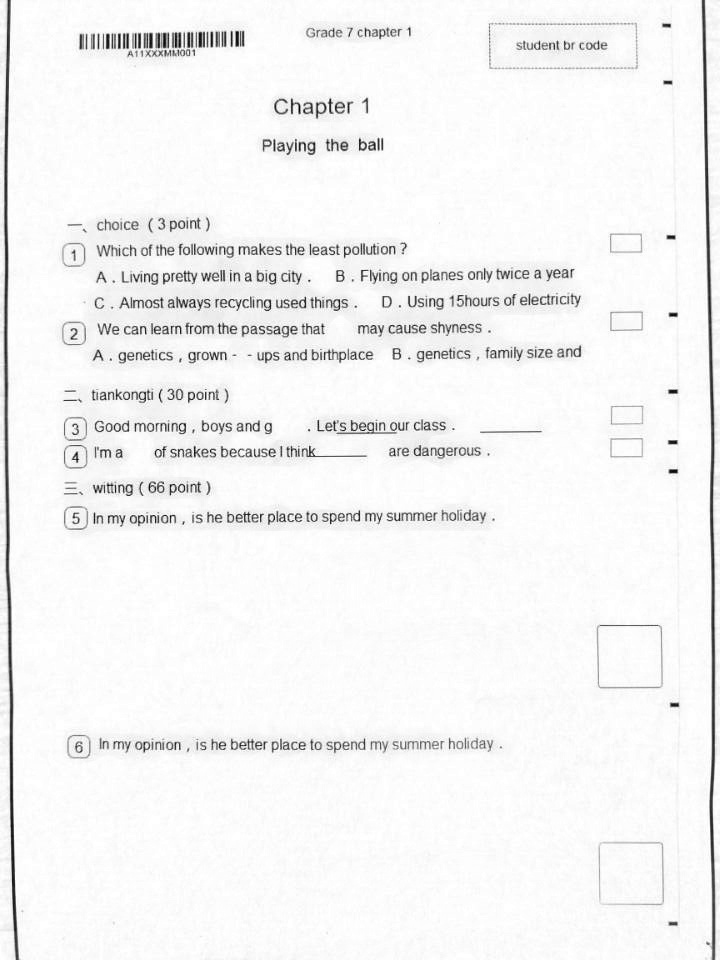 Grade 7 chapter 1
A11XXXMM001
student br code
Chapter 1
Playing the ball
一、choice ( 3 point )
1 Which of the following makes the least pollution ?
A . Living pretty well in a big city . B . Flying on planes only twice a year
C . Almost always recycling used things . D . Using 15hours of electricity
2 We can learn from the passage that may cause shyness .
A . genetics , grown - - ups and birthplace B . genetics , family size and
二、tiankongti ( 30 point )
3 Good morning , boys and g . Let's begin our class . ________
4 I'm a of snakes because I think_______ are dangerous .
三、witting ( 66 point )
5 In my opinion , is he better place to spend my summer holiday .
6 In my opinion , is he better place to spend my summer holiday .